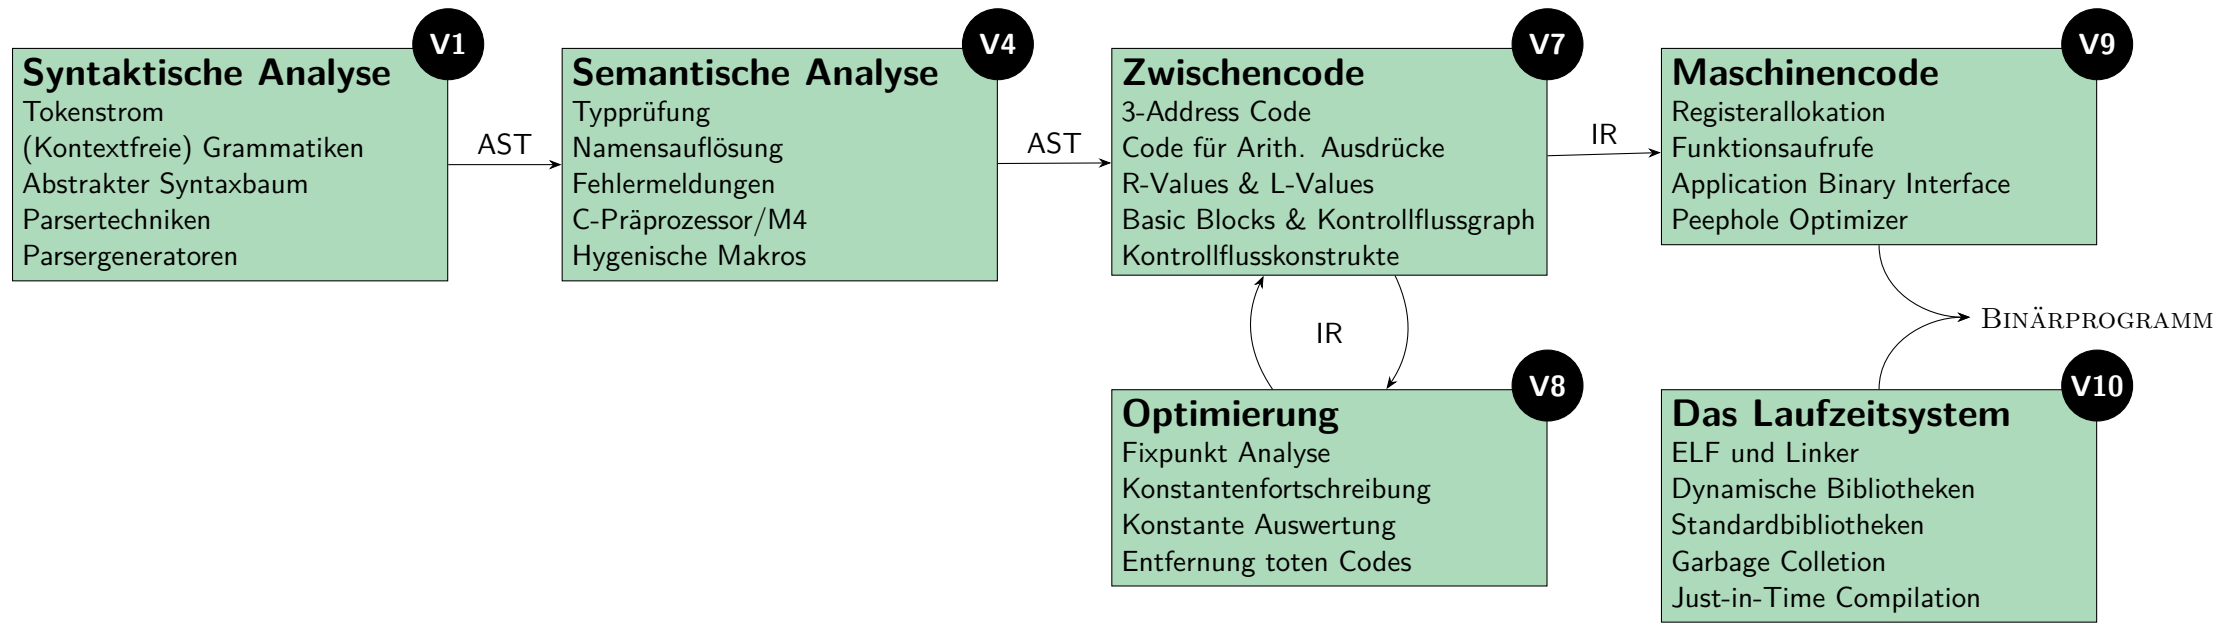 V1
Syntaktische Analyse
Tokenstrom
(Kontextfreie) Grammatiken
Abstrakter Syntaxbaum
Parsertechniken
Parsergeneratoren
AST
V4
Semantische Analyse
Typprüfung
Namensauflösung
Fehlermeldungen
C-Präprozessor/M4
Hygenische Makros
AST
V7
Zwischencode
3-Address Code
Code für Arith. Ausdrücke
R-Values & L-Values
Basic Blocks & Kontrollflussgraph
Kontrollflusskonstrukte
IR
V9
Maschinencode
Registerallokation
Funktionsaufrufe
Application Binary Interface
Peephole Optimizer
IR
BINÄRPROGRAMM
V8
Optimierung
Fixpunkt Analyse
Konstantenfortschreibung
Konstante Auswertung
Entfernung toten Codes
V10
Das Laufzeitsystem
ELF und Linker
Dynamische Bibliotheken
Standardbibliotheken
Garbage Colletion
Just-in-Time Compilation